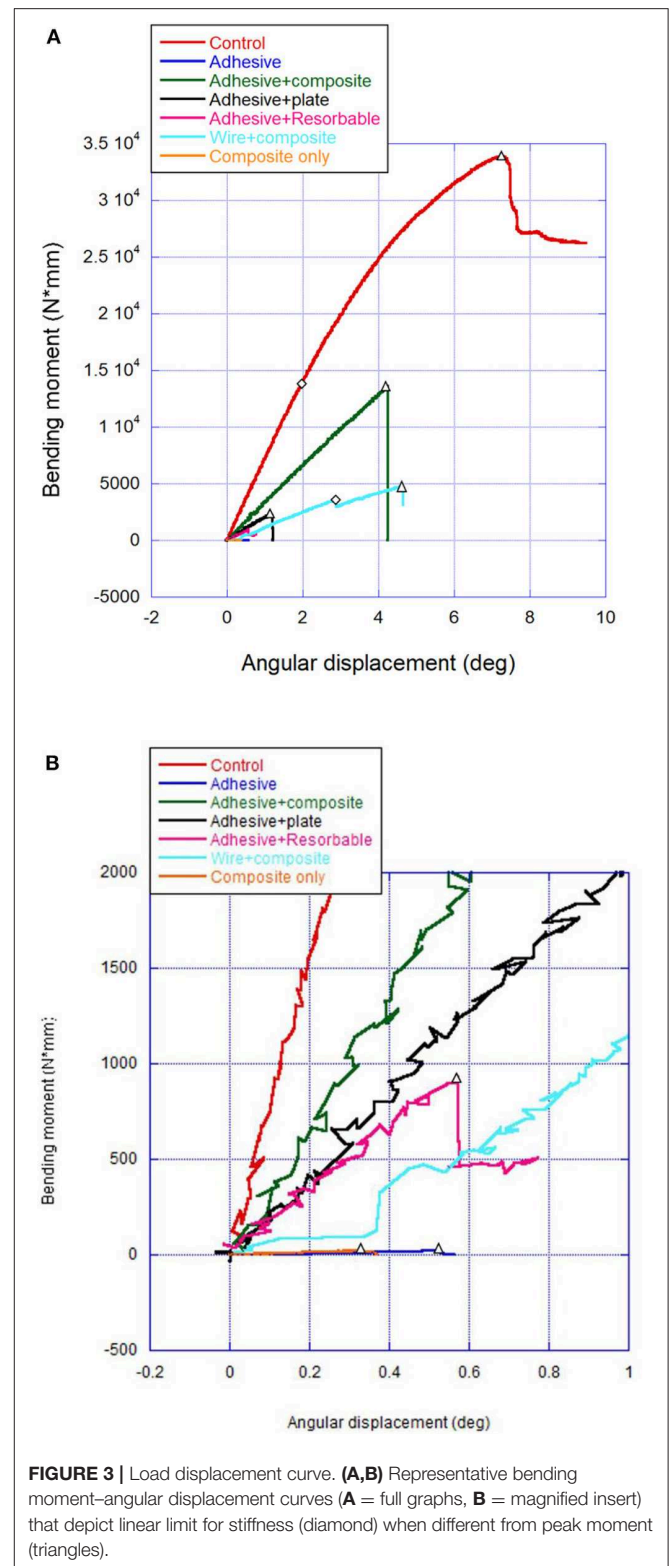 A
Control
Adhesive
Adhesive+composite
Adhesive+plate
Adhesive+Resorbable
Wire+composite
Composite only
3.5 10⁴
3 10⁴
2.5 10⁴
2 10⁴
1.5 10⁴
1 10⁴
5000
0
-5000
Bending moment (N*mm)
-2
0
2
4
6
8
10
Angular displacement (deg)
B
Control
Adhesive
Adhesive+composite
Adhesive+plate
Adhesive+Resorbable
Wire+composite
Composite only
2000
1500
1000
500
0
-500
Bending moment (N*mm)
-0.2
0
0.2
0.4
0.6
0.8
1
Angular displacement (deg)
FIGURE 3 | Load displacement curve. (A,B) Representative bending
moment–angular displacement curves (A = full graphs, B = magnified insert)
that depict linear limit for stiffness (diamond) when different from peak moment
(triangles).